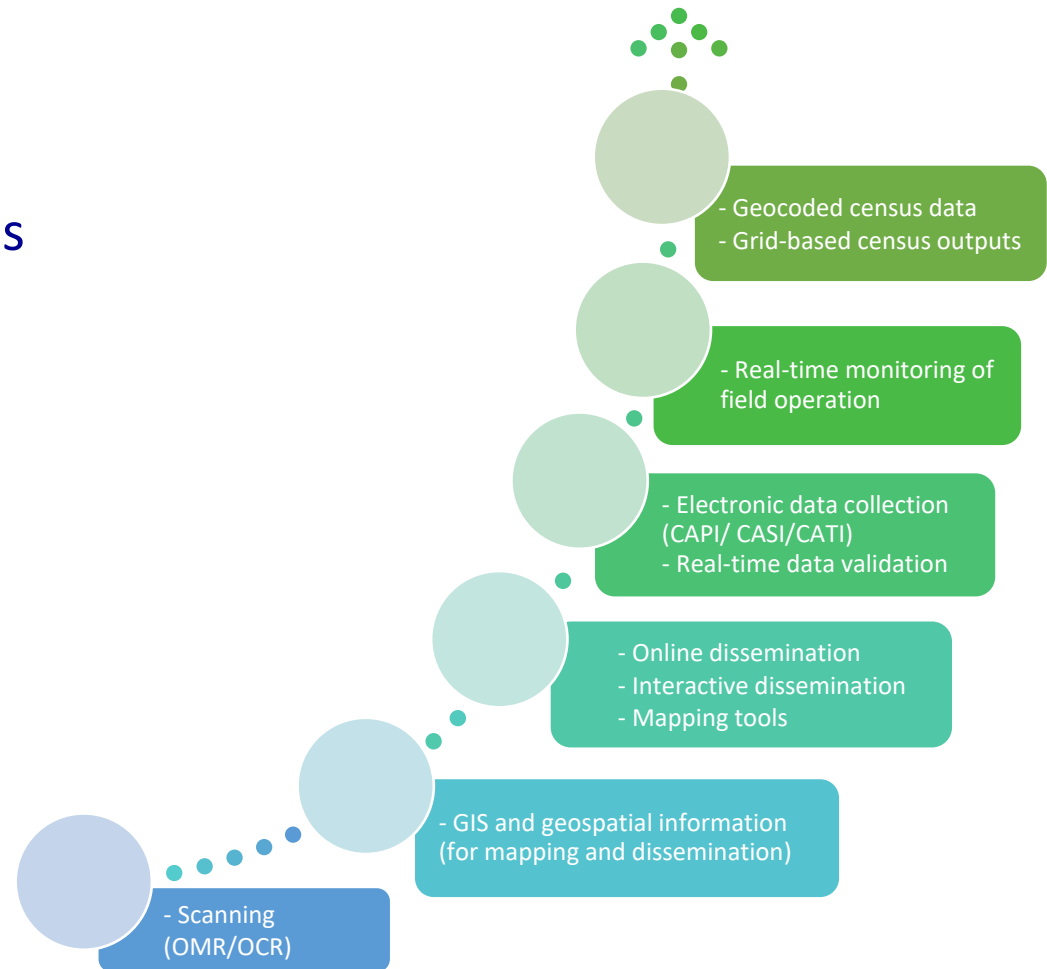 s
- Geocoded census data
- Grid-based census outputs
- Real-time monitoring of
field operation
- Electronic data collection
(CAPI/ CASI/CATI)
- Real-time data validation
- Online dissemination
- Interactive dissemination
- Mapping tools
- GIS and geospatial information
(for mapping and dissemination)
- Scanning
(OMR/OCR)